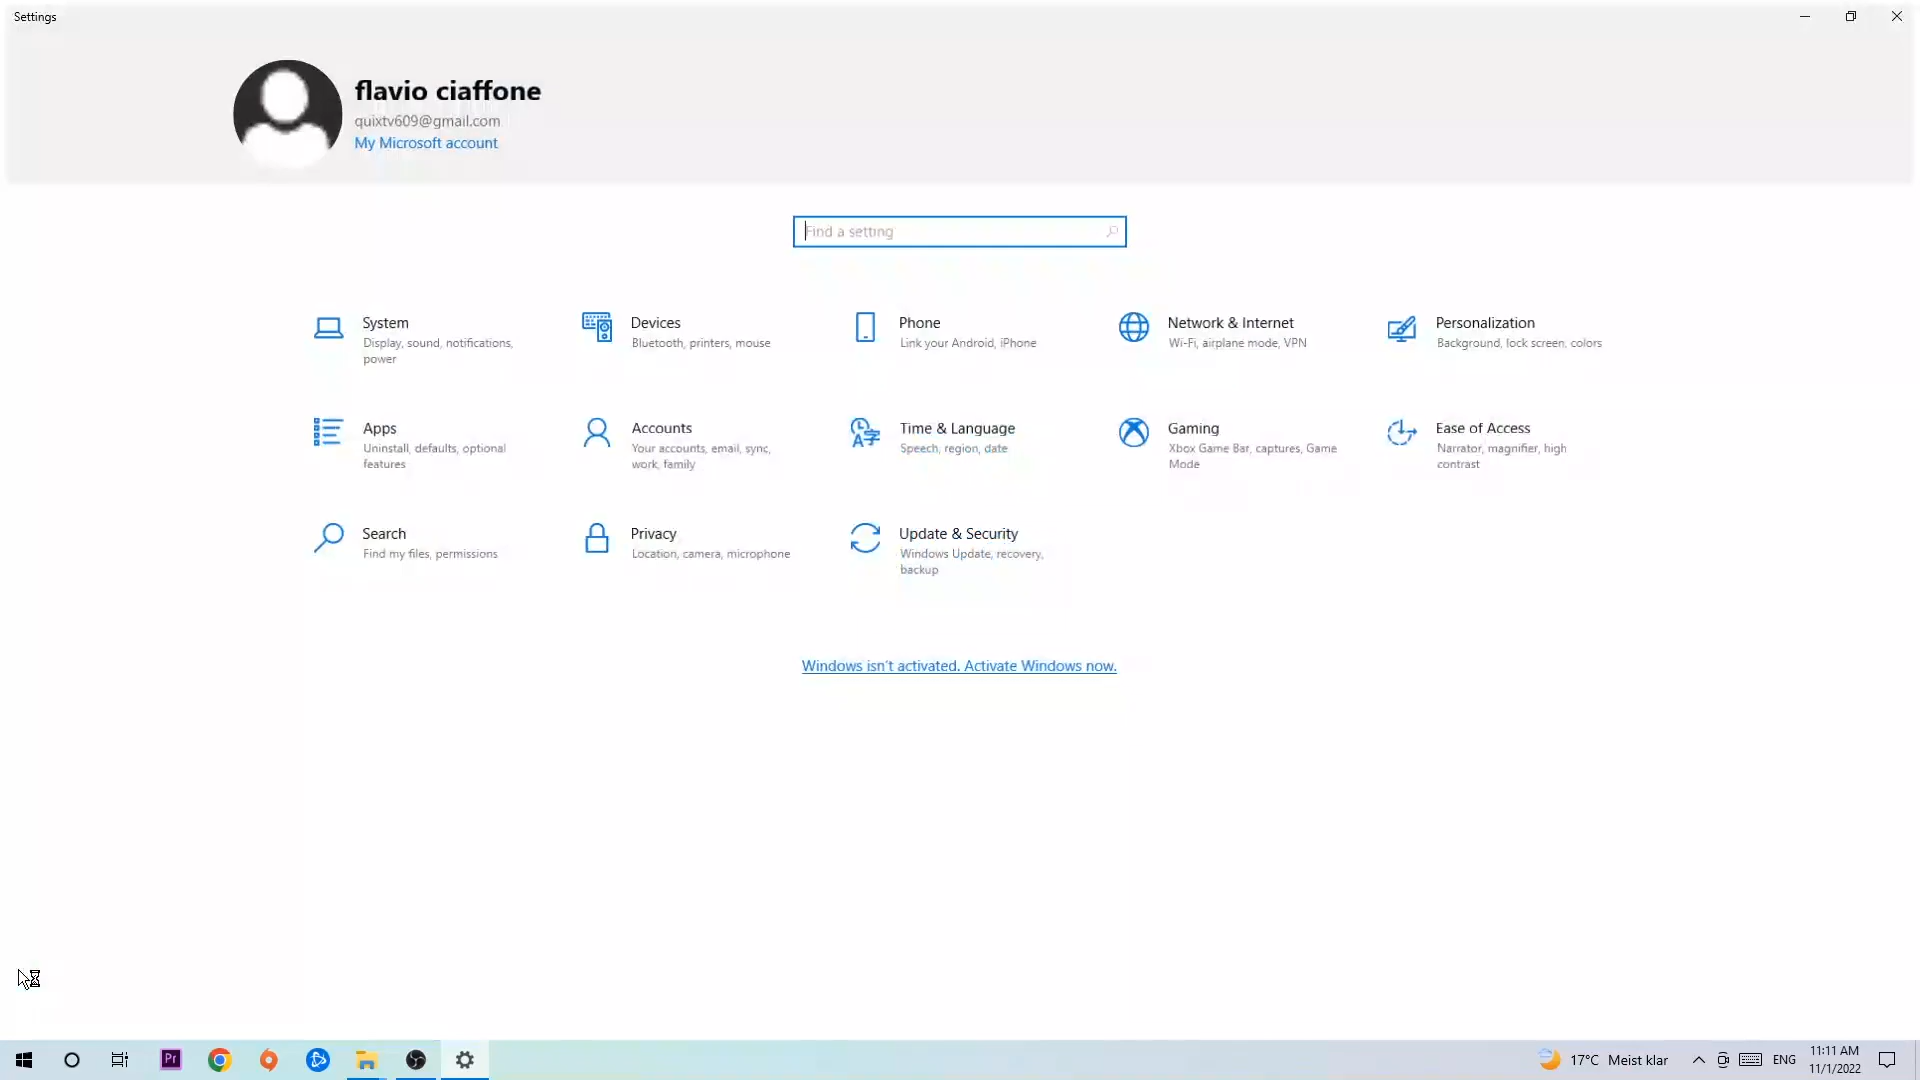 Settings
flavio ciaffone
quixtv609@gmail.com
My Microsoft account
Find a setting
System
Display, sound, notifications,
power
Devices
Bluetooth, printers, mouse
Phone
Link your Android, iPhone
Network & Internet
Wi-Fi, airplane mode, VPN
Personalization
Background, lock screen, colors
Apps
Uninstall, defaults, optional
features
Accounts
Your accounts, email, sync,
work, family
Time & Language
Speech, region, date
Gaming
Xbox Game Bar, captures, Game
Mode
Ease of Access
Narrator, magnifier, high
contrast
Search
Find my files, permissions
Privacy
Location, camera, microphone
Update & Security
Windows Update, recovery,
backup
Windows isn't activated. Activate Windows now.
Pr
17°C Meist klar
ENG
11:11 AM
11/1/2022